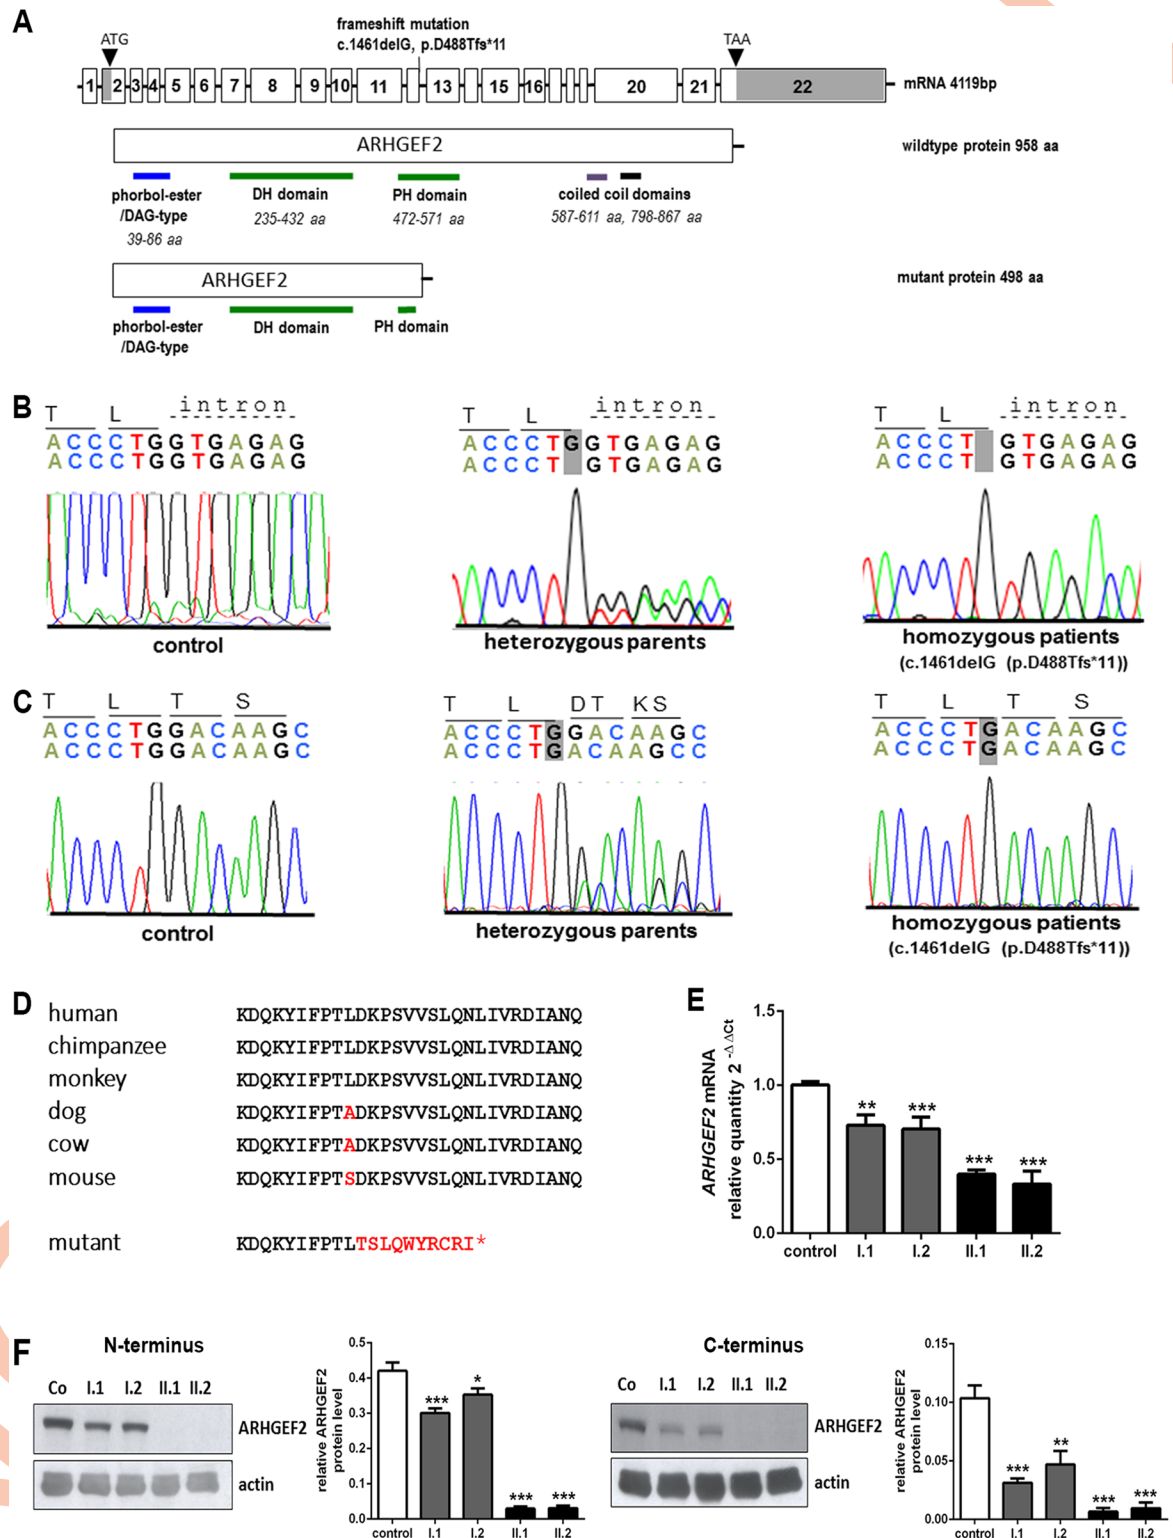 A
frameshift mutation
c.1461delG, p.D488Tfs*11
ATG
TAA
1 2 3 4 5 6 7 8 9 10 11 13 15 16 20 21 22
mRNA 4119bp
ARHGEF2
wildtype protein 958 aa
phorbol-ester
/DAG-type
39-86 aa
DH domain
235-432 aa
PH domain
472-571 aa
coiled coil domains
587-611 aa, 798-867 aa
ARHGEF2
mutant protein 498 aa
phorbol-ester
/DAG-type
DH domain
PH domain
B
T L intron
ACCCTGGTGAGAG
ACCCTGGTGAGAG
control
T L intron
ACCCTGGTGAGAG
ACCCT GTGAGAG
heterozygous parents
T L intron
ACCCT GTGAGAG
ACCCT GTGAGAG
homozygous patients
(c.1461delG (p.D488Tfs*11))
C
T L T S
ACCCTGGACAAGC
ACCCTGGACAAGC
control
T L DT KS
ACCCTGGACAAGC
ACCCTGACAAGCC
heterozygous parents
T L T S
ACCCTGACAAGC
ACCCTGACAAGC
homozygous patients
(c.1461delG (p.D488Tfs*11))
D
human KDQKYIFPTLDKPSVVSLQNLIVRDIANQ
chimpanzee KDQKYIFPTLDKPSVVSLQNLIVRDIANQ
monkey KDQKYIFPTLDKPSVVSLQNLIVRDIANQ
dog KDQKYIFPTADKPSVVSLQNLIVRDIANQ
cow KDQKYIFPTADKPSVVSLQNLIVRDIANQ
mouse KDQKYIFPTSDKPSVVSLQNLIVRDIANQ
mutant KDQKYIFPTLTSLQWYRCRI*
E
ARHGEF2 mRNA
relative quantity 2 -ΔΔCt
1.5
1.0
0.5
0.0
** *** *** ***
control I.1 I.2 II.1 II.2
F
N-terminus
Co I.1 I.2 II.1 II.2
ARHGEF2
actin
relative ARHGEF2
protein level
0.5
0.4
0.3
0.2
0.1
0.0
*** * *** ***
control I.1 I.2 II.1 II.2
C-terminus
Co I.1 I.2 II.1 II.2
ARHGEF2
actin
relative ARHGEF2
protein level
0.15
0.10
0.05
0.00
*** ** *** ***
control I.1 I.2 II.1 II.2